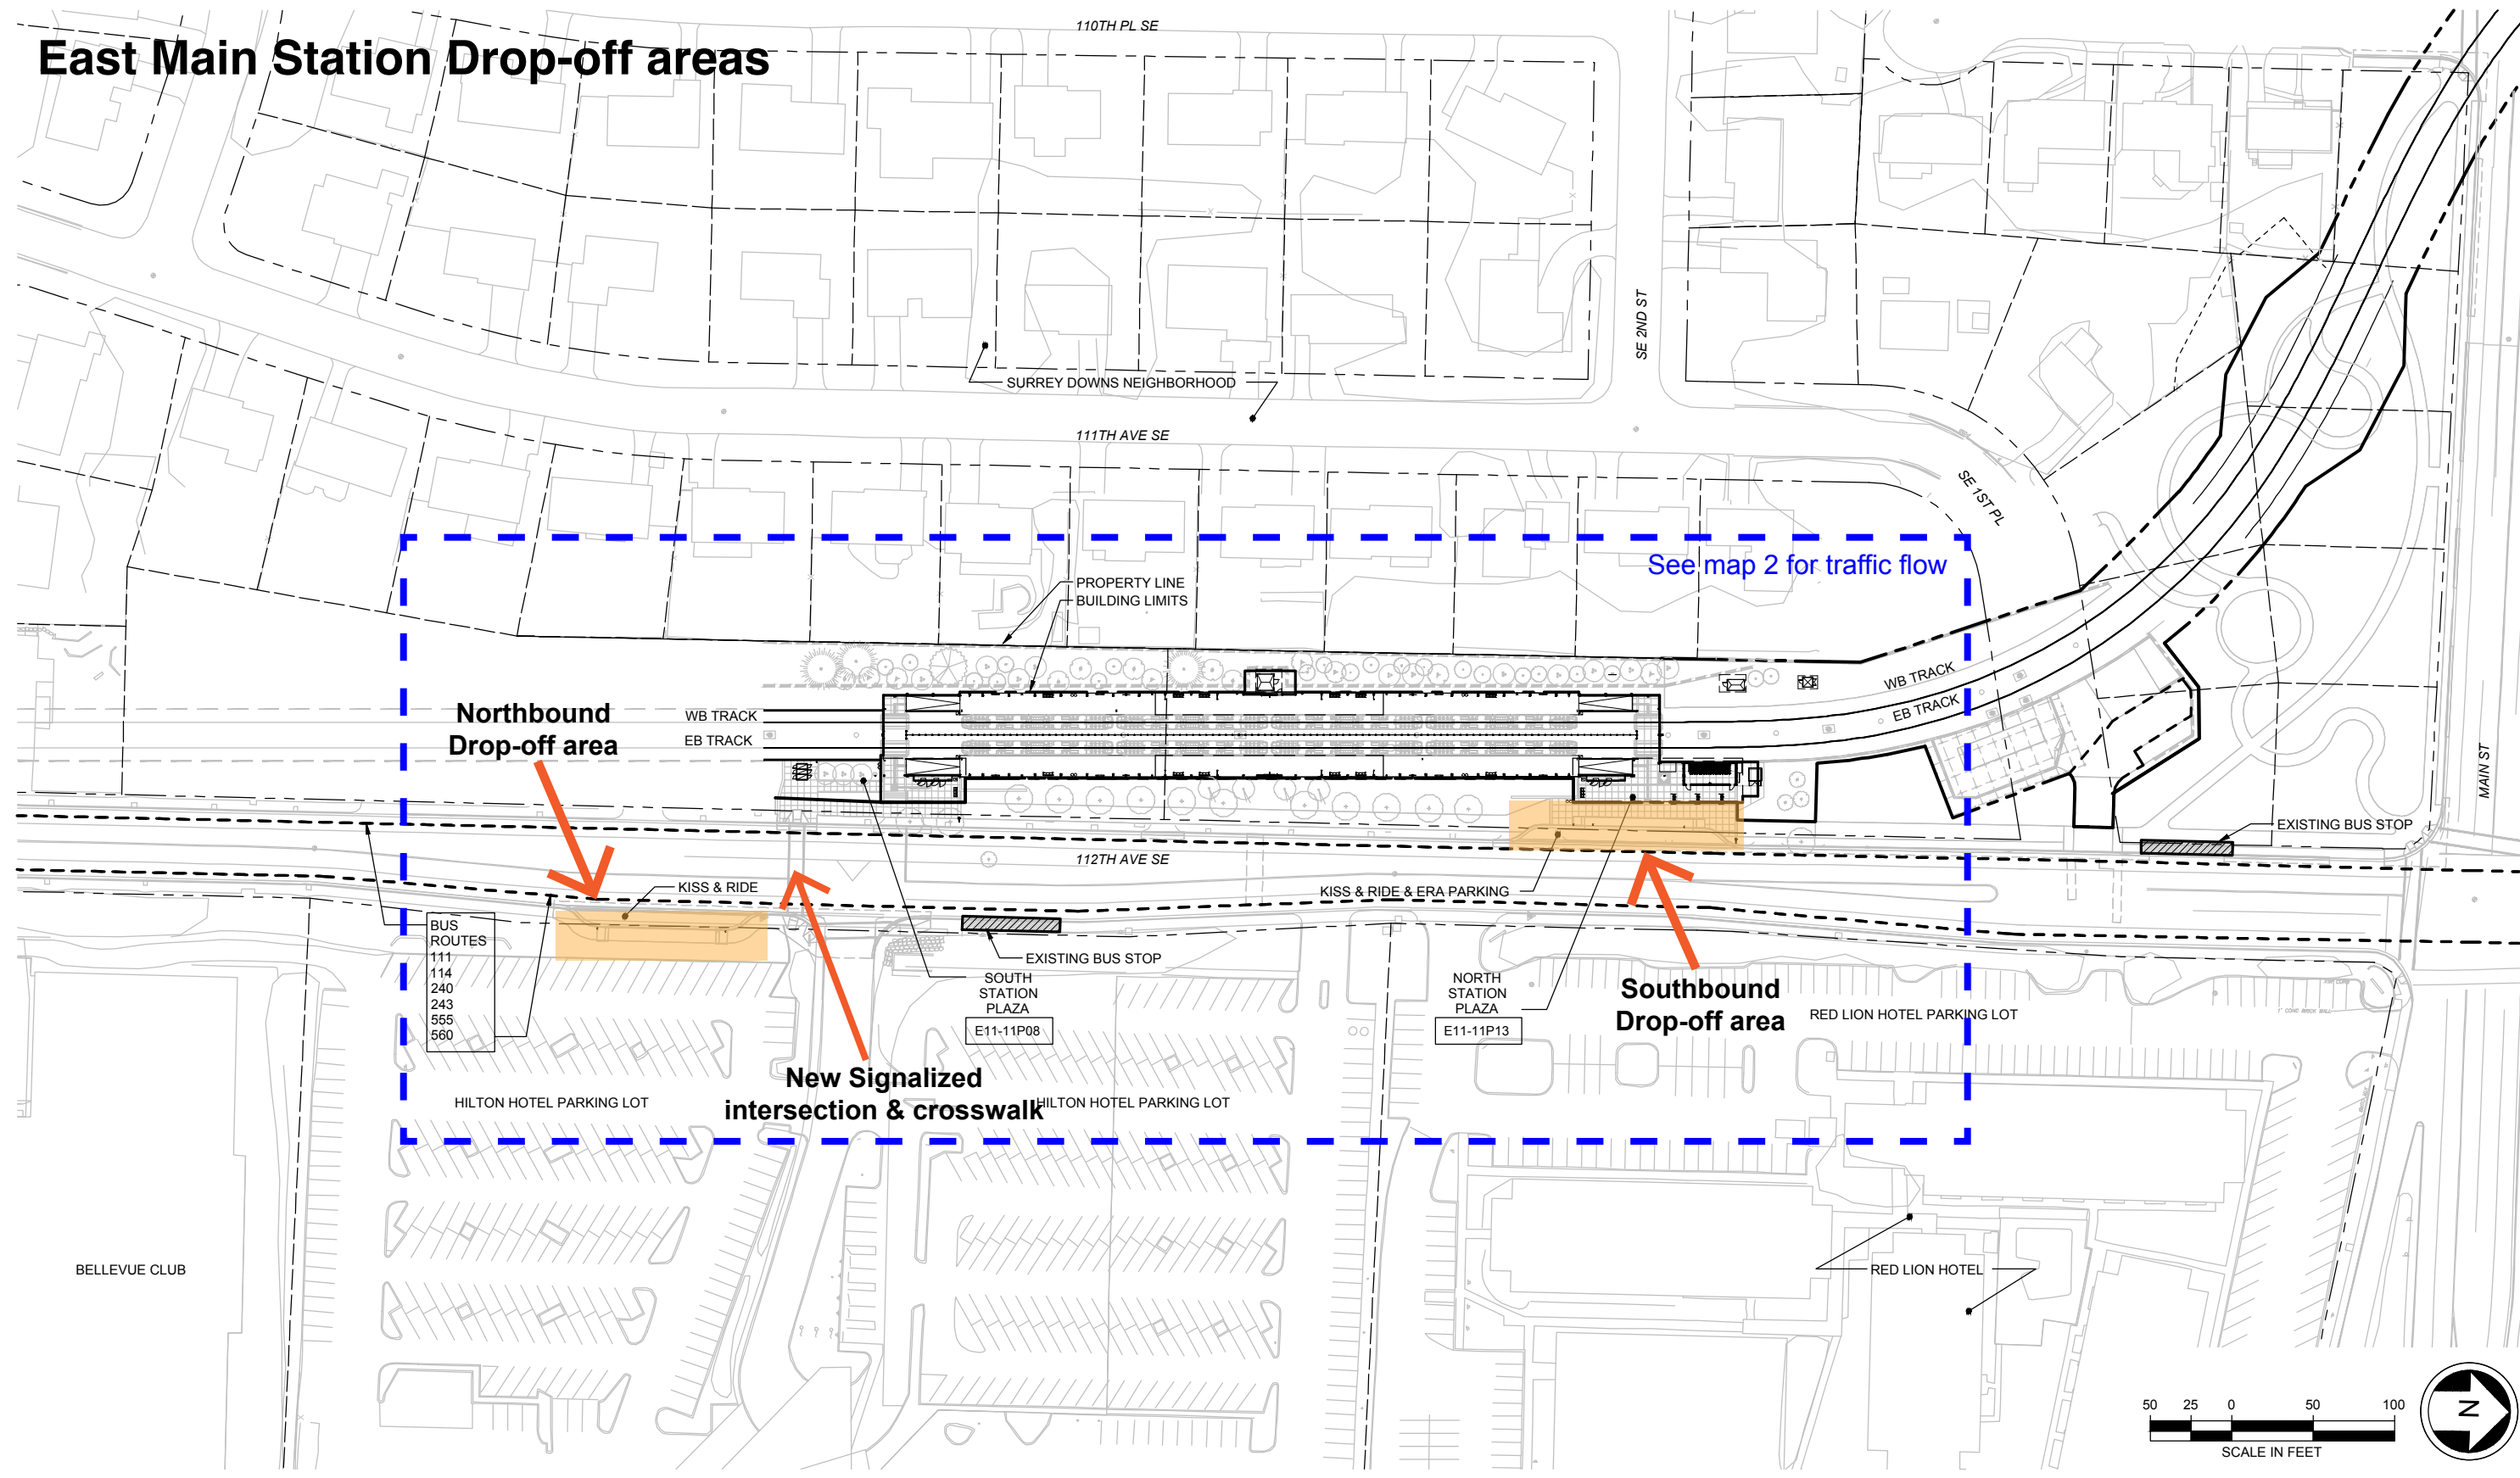 East Main Station Drop-off areas
110TH PL SE
SE 2ND ST
SURREY DOWNS NEIGHBORHOOD
111TH AVE SE
SE 1ST PL
See map 2 for traffic flow
PROPERTY LINE
BUILDING LIMITS
WB TRACK
EB TRACK
WB TRACK
EB TRACK
Northbound
Drop-off area
MAIN ST
EXISTING BUS STOP
112TH AVE SE
KISS & RIDE
KISS & RIDE & ERA PARKING
BUS
ROUTES
111
114
240
243
555
560
EXISTING BUS STOP
SOUTH
STATION
PLAZA
E11-11P08
NORTH
STATION
PLAZA
E11-11P13
Southbound
Drop-off area
RED LION HOTEL PARKING LOT
New Signalized
intersection & crosswalk
HILTON HOTEL PARKING LOT
HILTON HOTEL PARKING LOT
BELLEVUE CLUB
RED LION HOTEL
50 25 0 50 100
SCALE IN FEET
N